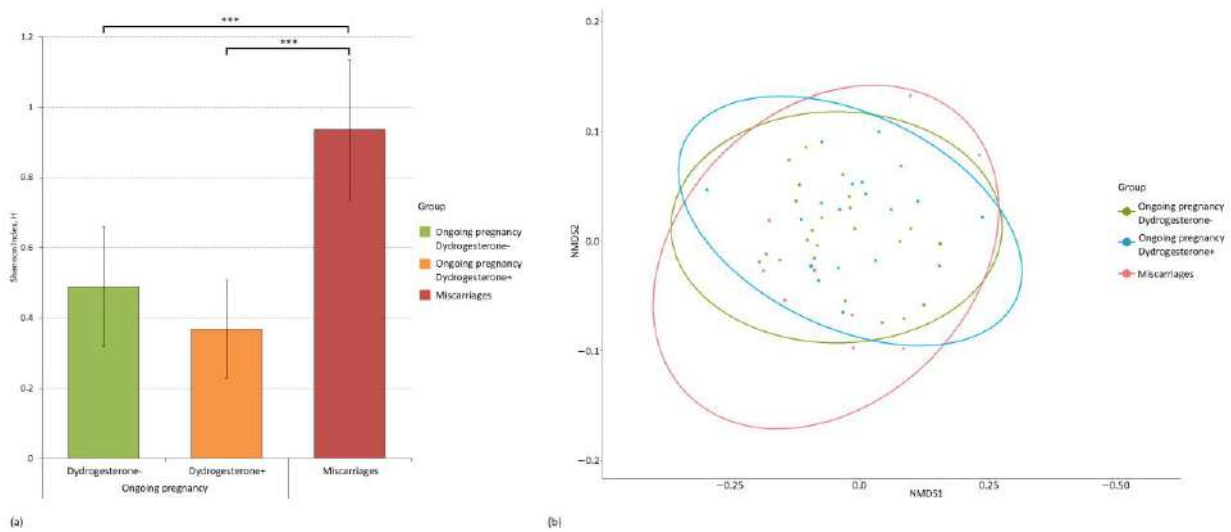 ***
***
1.2
1
0.8
0.6
0.4
0.2
0
Shannon Index, H
Dydrogesterone-
Dydrogesterone+
Miscarriages
Ongoing pregnancy
Group
Ongoing pregnancy
Dydrogesterone-
Ongoing pregnancy
Dydrogesterone+
Miscarriages
(a)
0.2
0.1
0.0
−0.1
−0.2
NMDS2
−0.25
0.0
0.25
−0.50
NMDS1
Group
Ongoing pregnancy
Dydrogesterone-
Ongoing pregnancy
Dydrogesterone+
Miscarriages
(b)